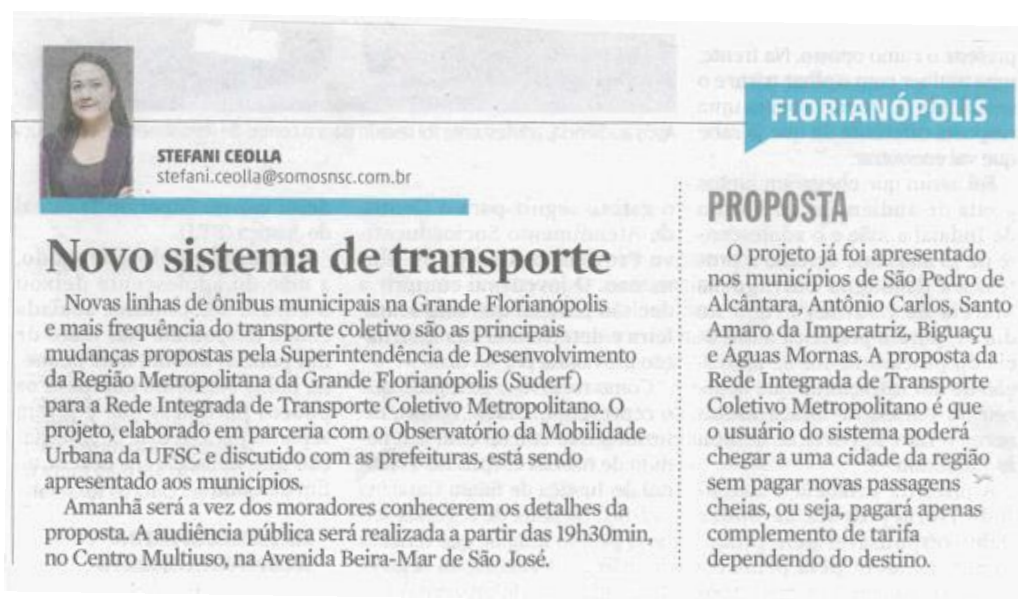 STEFANI CEOLLA
stefani.ceolla@somosnsc.com.br
Novo sistema de transporte
Novas linhas de ônibus municipais na Grande Florianópolis
e mais frequência do transporte coletivo são as principais
mudanças propostas pela Superintendência de Desenvolvimento
da Região Metropolitana da Grande Florianópolis (Suderf)
para a Rede Integrada de Transporte Coletivo Metropolitano. O
projeto, elaborado em parceria com o Observatório da Mobilidade
Urbana da UFSC e discutido com as prefeituras, está sendo
apresentado aos municípios.
Amanhã será a vez dos moradores conhecerem os detalhes da
proposta. A audiência pública será realizada a partir das 19h30min,
no Centro Multiuso, na Avenida Beira-Mar de São José.
FLORIANÓPOLIS
PROPOSTA
O projeto já foi apresentado
nos municípios de São Pedro de
Alcântara, Antônio Carlos, Santo
Amaro da Imperatriz, Biguaçu
e Águas Mornas. A proposta da
Rede Integrada de Transporte
Coletivo Metropolitano é que
o usuário do sistema poderá
chegar a uma cidade da região
sem pagar novas passagens
cheias, ou seja, pagará apenas
complemento de tarifa
dependendo do destino.